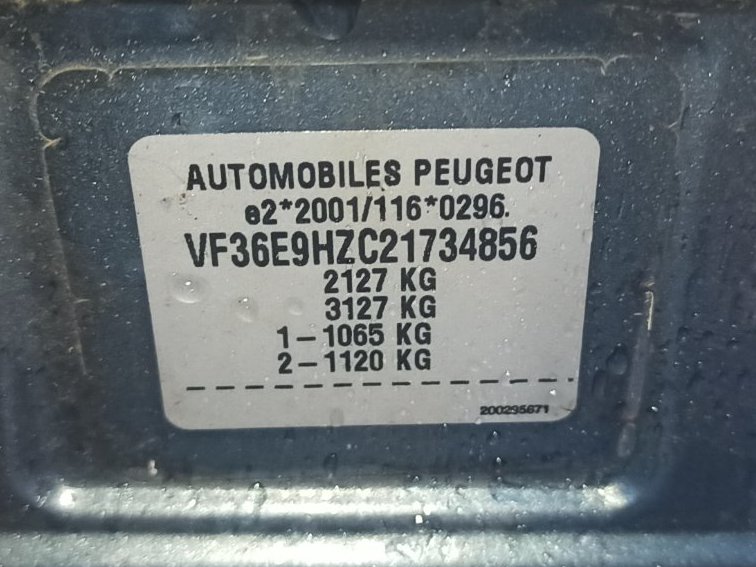 AUTOMOBILES PEUGEOT
e2*2001/116*0296.
VF36E9HZC21734856
2127 KG
3127 KG
1-1065 KG
2-1120 KG
200295671